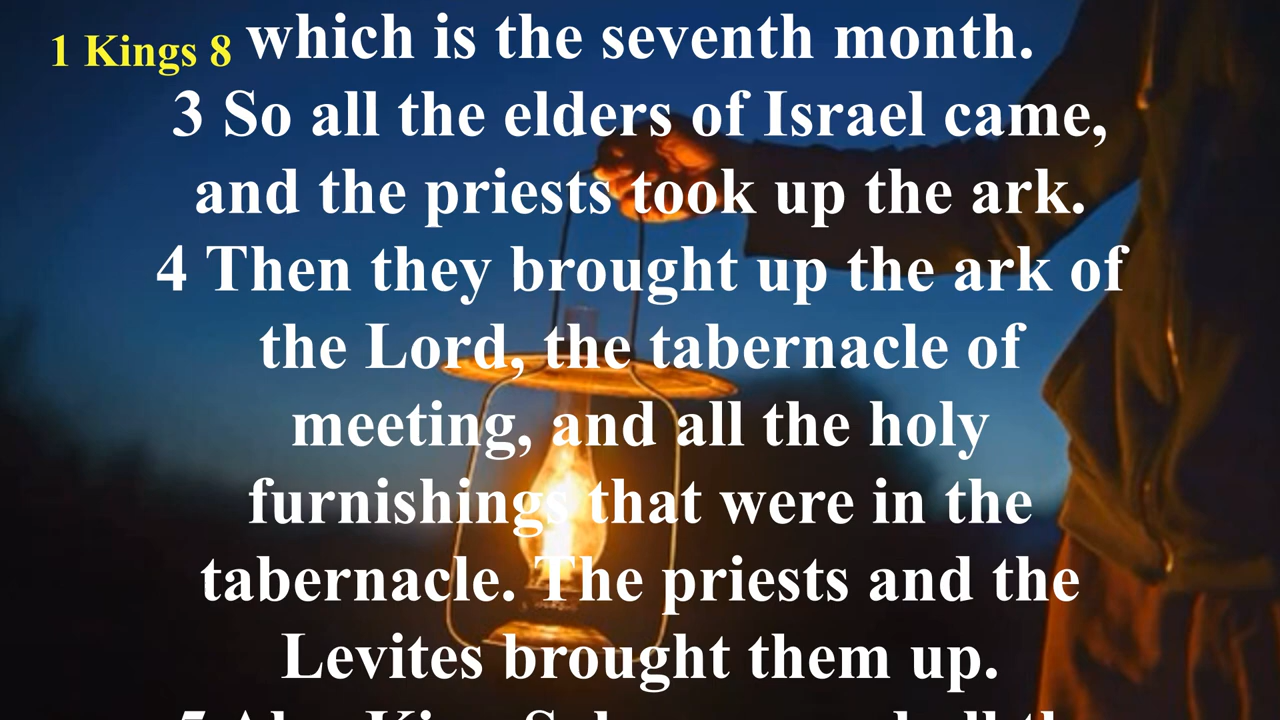 1 Kings 8
which is the seventh month.
3 So all the elders of Israel came,
and the priests took up the ark.
4 Then they brought up the ark of
the Lord, the tabernacle of
meeting, and all the holy
furnishings that were in the
tabernacle. The priests and the
Levites brought them up.